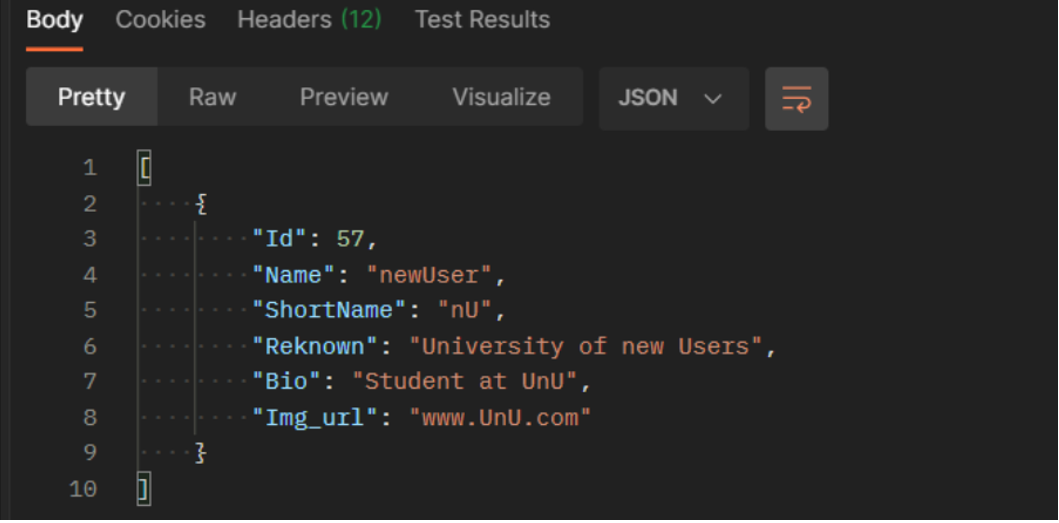 Body Cookies Headers (12) Test Results
Pretty Raw Preview Visualize JSON
1 [
2 {
3 "Id": 57,
4 "Name": "newUser",
5 "ShortName": "nU",
6 "Reknown": "University of new Users",
7 "Bio": "Student at UnU",
8 "Img_url": "www.UnU.com"
9 }
10 ]